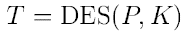 T = DES(P, K)